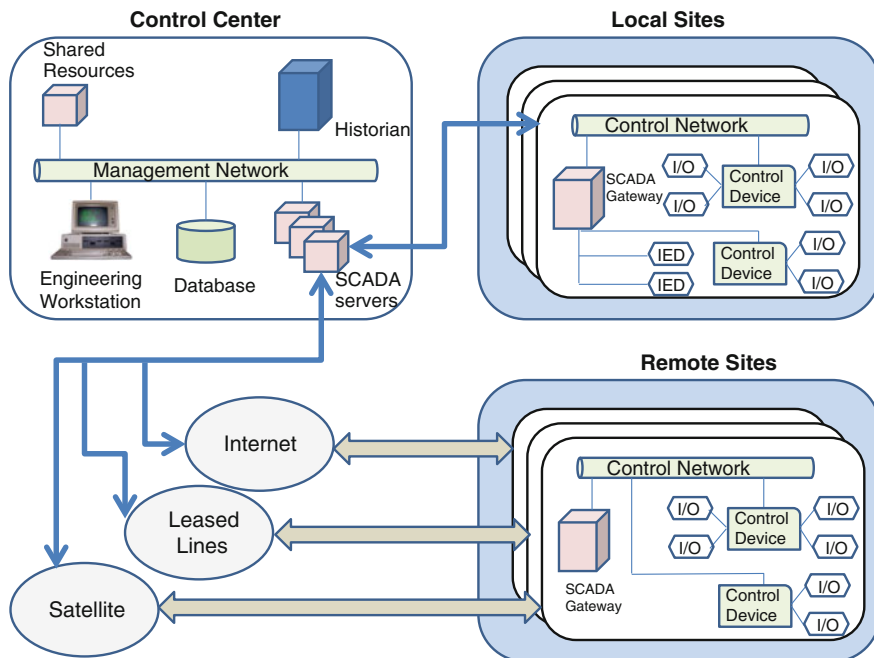 Control Center
Shared
Resources
Historian
Management Network
Engineering
Workstation
Database
SCADA
servers
Local Sites
Control Network
SCADA
Gateway
I/O
I/O
Control
Device
I/O
I/O
IED
IED
Control
Device
I/O
I/O
Internet
Leased
Lines
Satellite
Remote Sites
Control Network
SCADA
Gateway
I/O
I/O
Control
Device
I/O
I/O
Control
Device
I/O
I/O